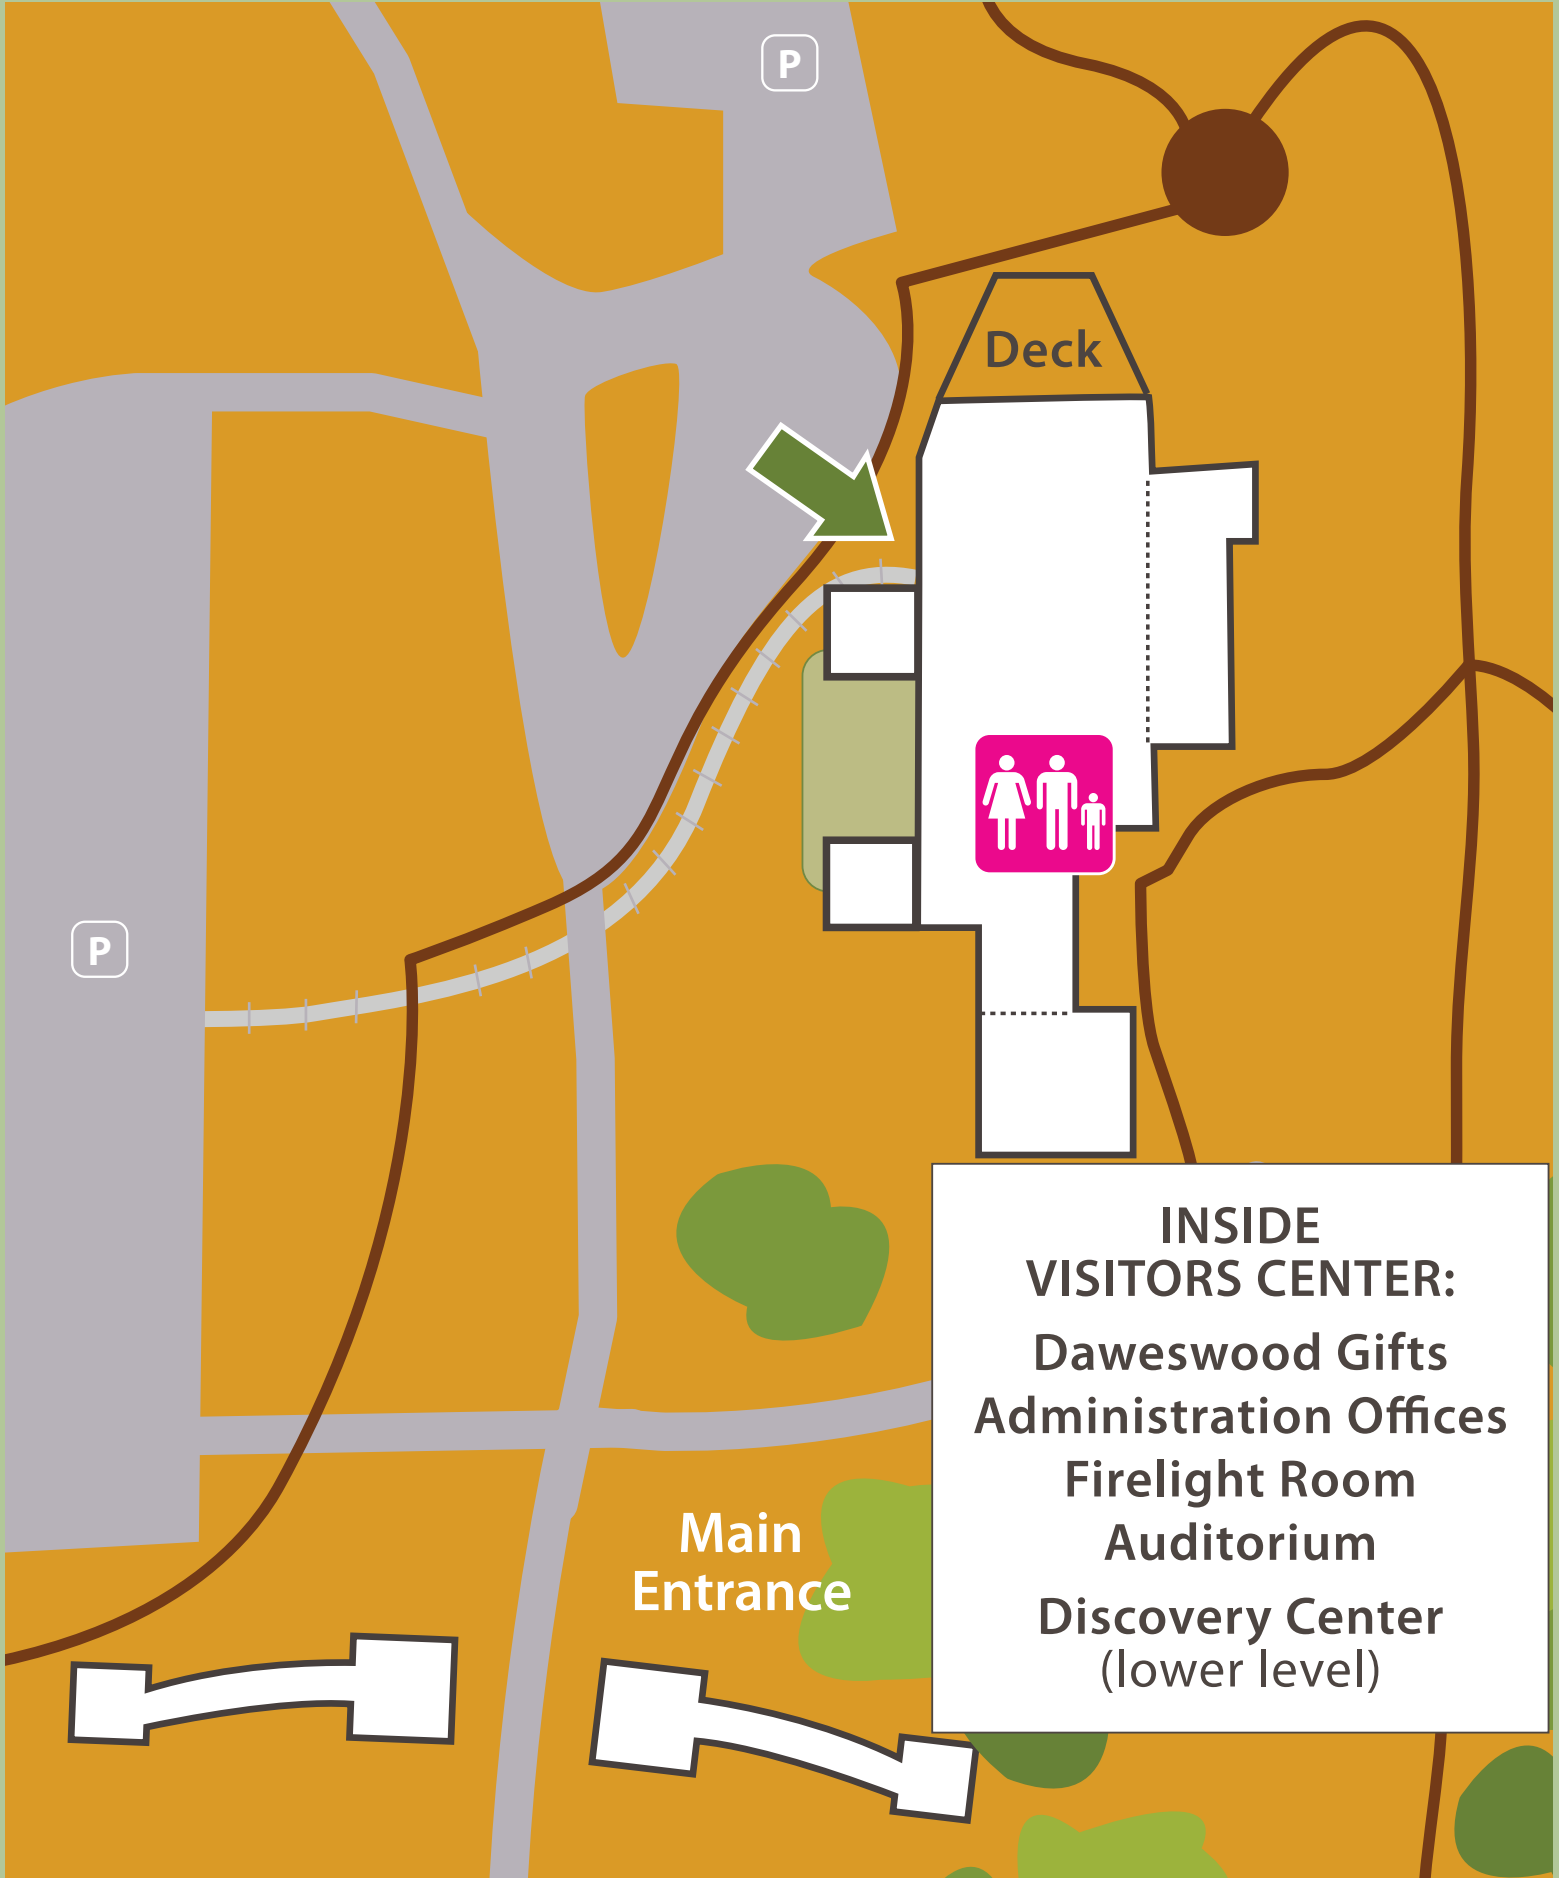 P
Deck
P
INSIDE
VISITORS CENTER:
Daweswood Gifts
Administration Offices
Firelight Room
Auditorium
Discovery Center
(lower level)
Main
Entrance